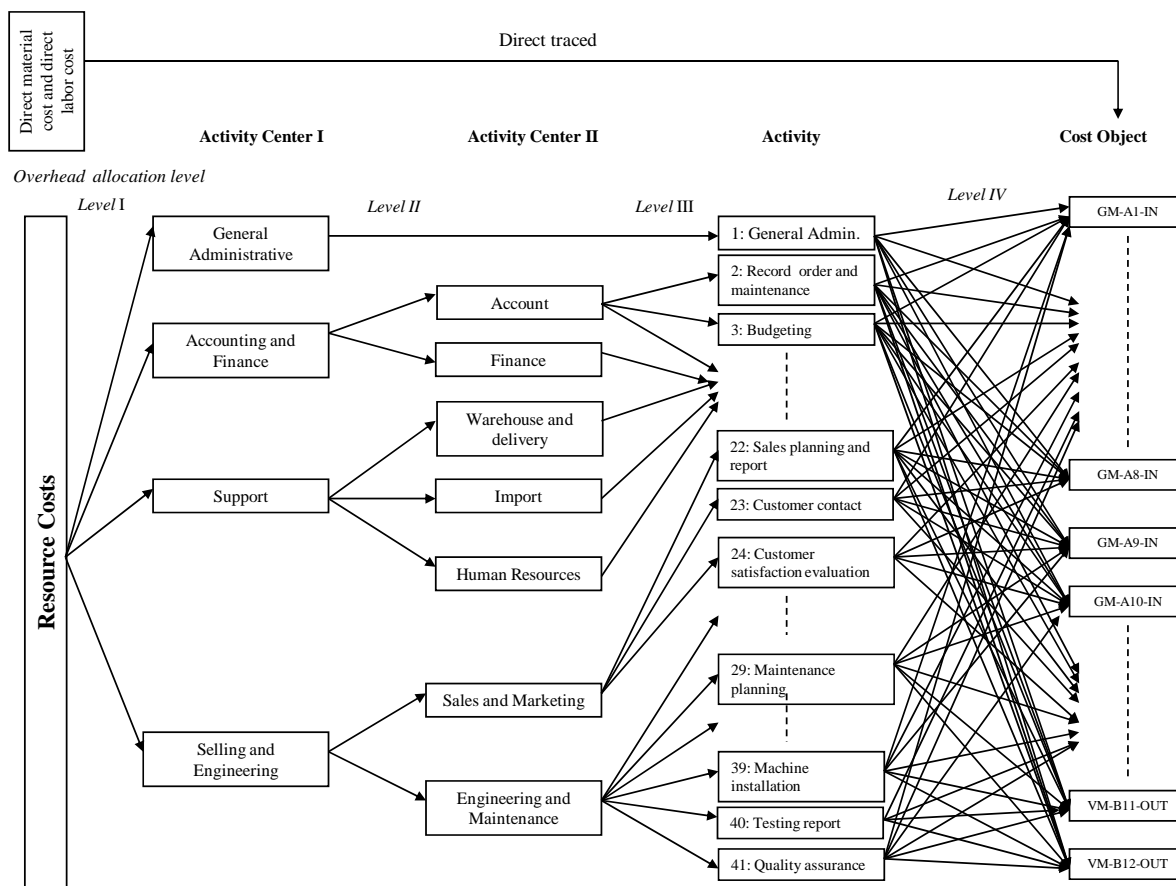 Direct material
cost and direct
labor cost
Direct traced
Activity Center I
Activity Center II
Activity
Cost Object
Overhead allocation level
Level I
Level II
Level III
Level IV
Resource Costs
General
Administrative
Accounting and
Finance
Support
Selling and
Engineering
Account
Finance
Warehouse and
delivery
Import
Human Resources
Sales and Marketing
Engineering and
Maintenance
1: General Admin.
2: Record order and
maintenance
3: Budgeting
22: Sales planning and
report
23: Customer contact
24: Customer
satisfaction evaluation
29: Maintenance
planning
39: Machine
installation
40: Testing report
41: Quality assurance
GM-A1-IN
GM-A8-IN
GM-A9-IN
GM-A10-IN
VM-B11-OUT
VM-B12-OUT